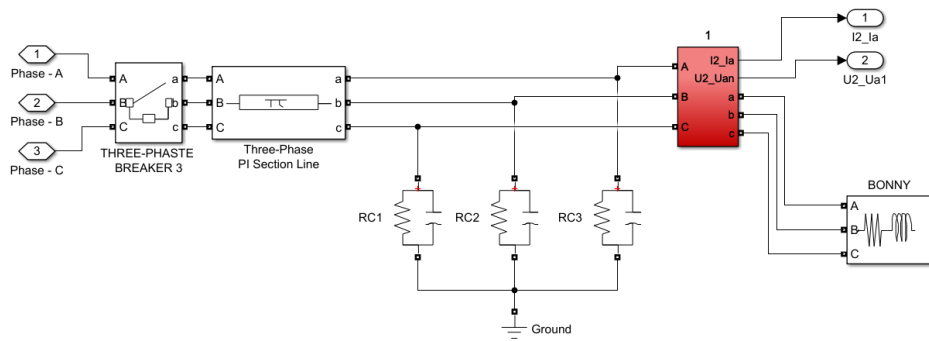 1
Phase - A
2
Phase - B
3
Phase - C
A
B
C
a
b
c
THREE-PHASTE
BREAKER 3
A
B
C
a
b
c
Three-Phase
PI Section Line
RC1
RC2
RC3
Ground
1
A
B
C
I2_Ia
U2_Uan
a
b
c
1
I2_Ia
2
U2_Ua1
BONNY
A
B
C